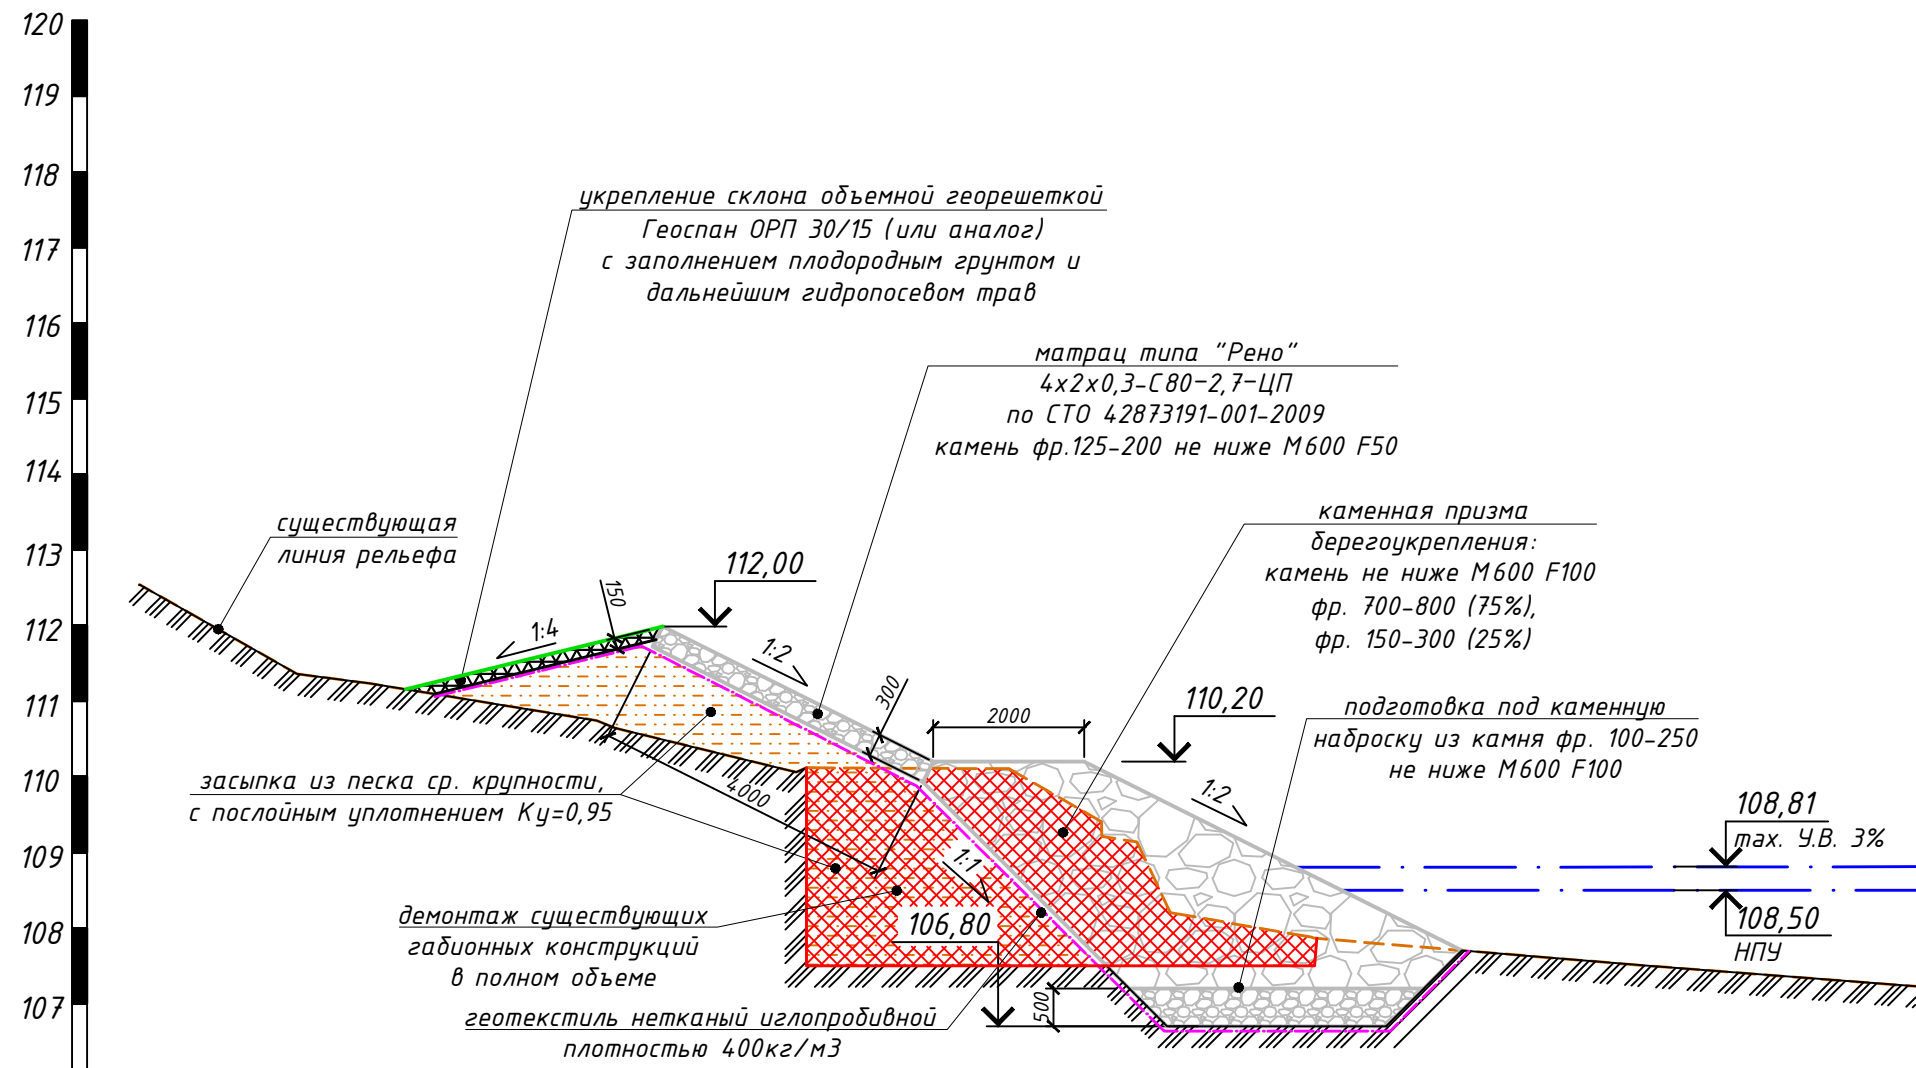 120
119
118
117
116
115
114
113
112
111
110
109
108
107
укрепление склона объемной георешеткой
Геоспан ОРП 30/15 (или аналог)
с заполнением плодородным грунтом и
дальнейшим гидропосевом трав
матрац типа "Рено"
4х2х0,3-С80-2,7-ЦП
по СТО 42873191-001-2009
камень фр.125-200 не ниже М600 F50
существующая
линия рельефа
каменная призма
берегоукрепления:
камень не ниже М600 F100
фр. 700-800 (75%),
фр. 150-300 (25%)
112,00
150
1:4
1:2
300
2000
110,20
подготовка под каменную
наброску из камня фр. 100-250
не ниже М600 F100
1:2
засыпка из песка ср. крупности,
с послойным уплотнением Ку=0,95
4000
108,81
max. У.В. 3%
1:1
демонтаж существующих
габионных конструкций
в полном объеме
106,80
108,50
НПУ
500
геотекстиль нетканый иглопробивной
плотностью 400кг/м3